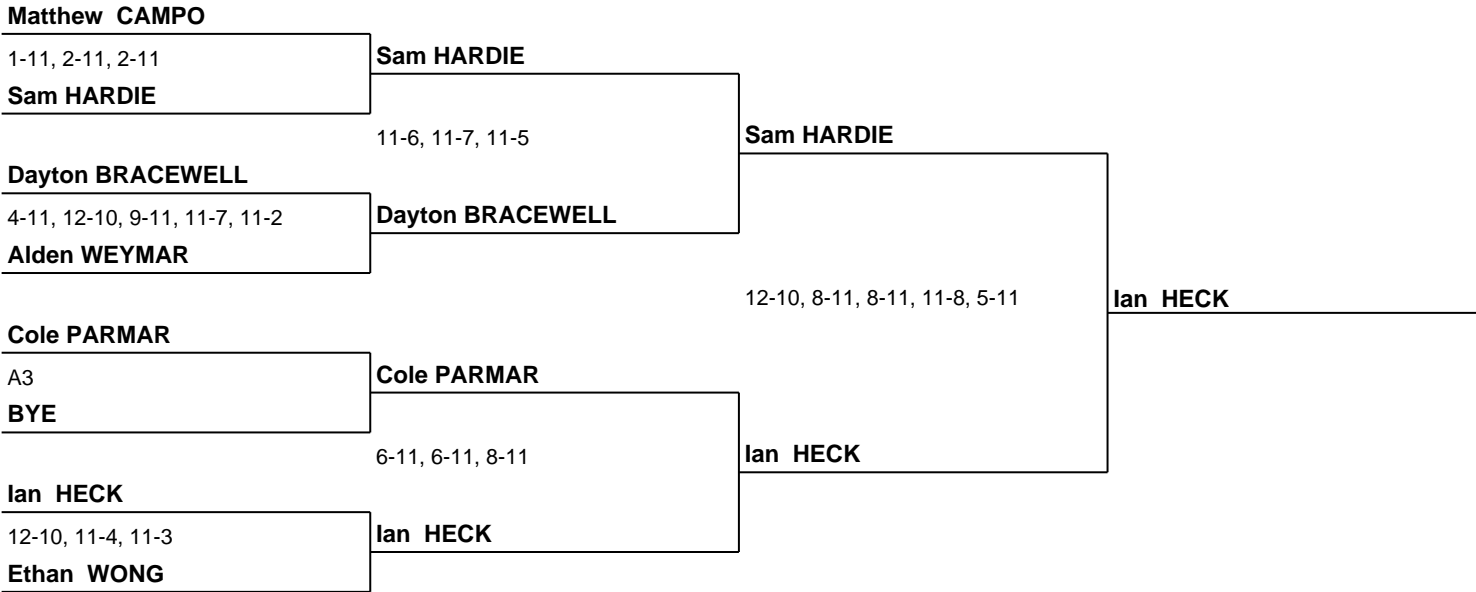 Matthew  CAMPO
1-11, 2-11, 2-11
Sam HARDIE
Sam HARDIE
11-6, 11-7, 11-5
Sam HARDIE
Dayton BRACEWELL
4-11, 12-10, 9-11, 11-7, 11-2
Dayton BRACEWELL
Alden WEYMAR
12-10, 8-11, 8-11, 11-8, 5-11
Ian  HECK
Cole PARMAR
A3
Cole PARMAR
BYE
6-11, 6-11, 8-11
Ian  HECK
Ian  HECK
12-10, 11-4, 11-3
Ian  HECK
Ethan  WONG